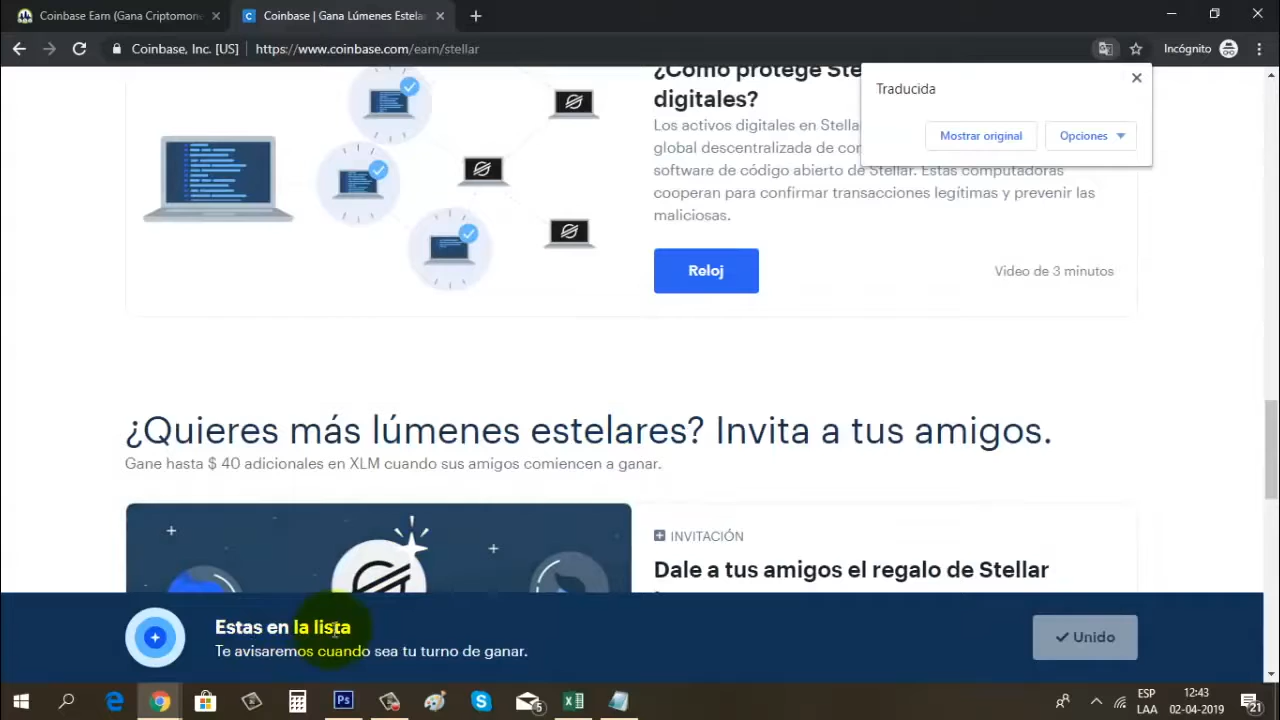 Coinbase Earn (Gana Criptomon
Coinbase | Gana Lúmenes Estela
Coinbase, Inc. [US]
https://www.coinbase.com/earn/stellar
Incógnito
Traducida
Mostrar original
Opciones
¿Cómo protege Ste
digitales?
Los activos digitales en Stella
global descentralizada de co
software de código abierto de Stellar. Estas computadoras
cooperan para confirmar transacciones legítimas y prevenir las
maliciosas.
Reloj
Video de 3 minutos
¿Quieres más lúmenes estelares? Invita a tus amigos.
Gane hasta $ 40 adicionales en XLM cuando sus amigos comiencen a ganar.
INVITACIÓN
Dale a tus amigos el regalo de Stellar
Estas en la lista
Te avisaremos cuando sea tu turno de ganar.
Unido
Ps
5
ESP
LAA
12:43
02-04-2019
21